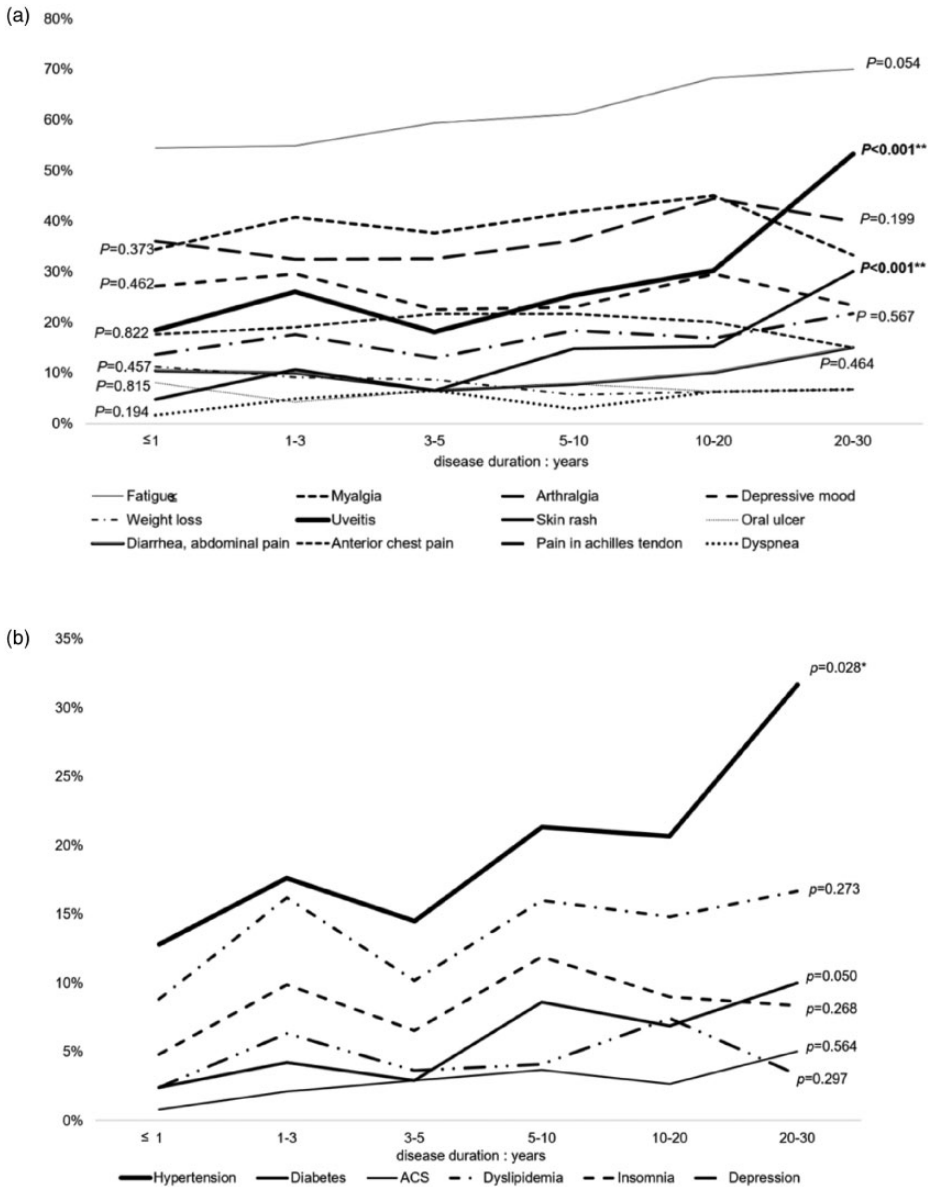 (a)
80%
70%
60%
50%
40%
30%
20%
10%
0%
P=0.054
P<0.001**
P=0.199
P<0.001**
P=0.567
P=0.464
P=0.373
P=0.462
P=0.822
P=0.457
P=0.815
P=0.194
≤1 1-3 3-5 5-10 10-20 20-30
disease duration : years
Fatigue Myalgia Arthralgia Depressive mood
Weight loss Uveitis Skin rash Oral ulcer
Diarrhea, abdominal pain Anterior chest pain Pain in achilles tendon Dyspnea
(b)
35%
30%
25%
20%
15%
10%
5%
0%
p=0.028*
p=0.273
p=0.050
p=0.268
p=0.564
p=0.297
≤ 1 1-3 3-5 5-10 10-20 20-30
disease duration : years
Hypertension Diabetes ACS Dyslipidemia Insomnia Depression